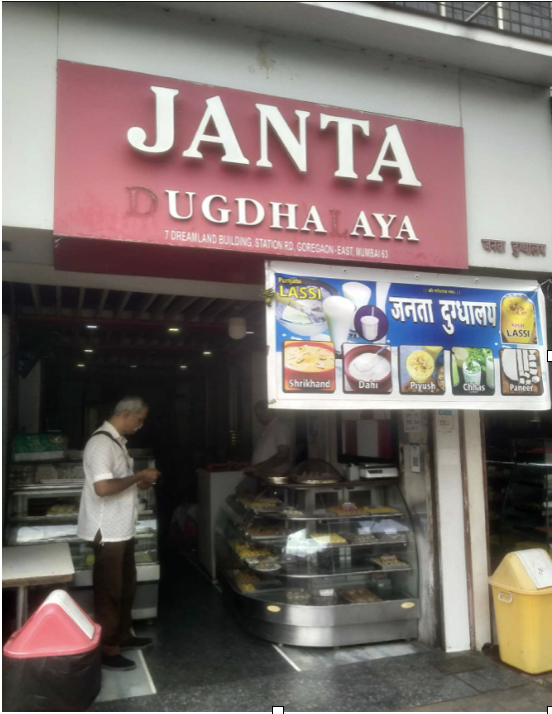 JANTA
DUGDHALAYA
7 DREAMLAND BUILDING, STATION RD, GOREGAON-EAST, MUMBAI 63
जनता दुग्धालय
Punjabi
LASSI
जनता दुग्धालय
LASSI
Shrikhand
Dahi
Piyush
Chhas
Paneer